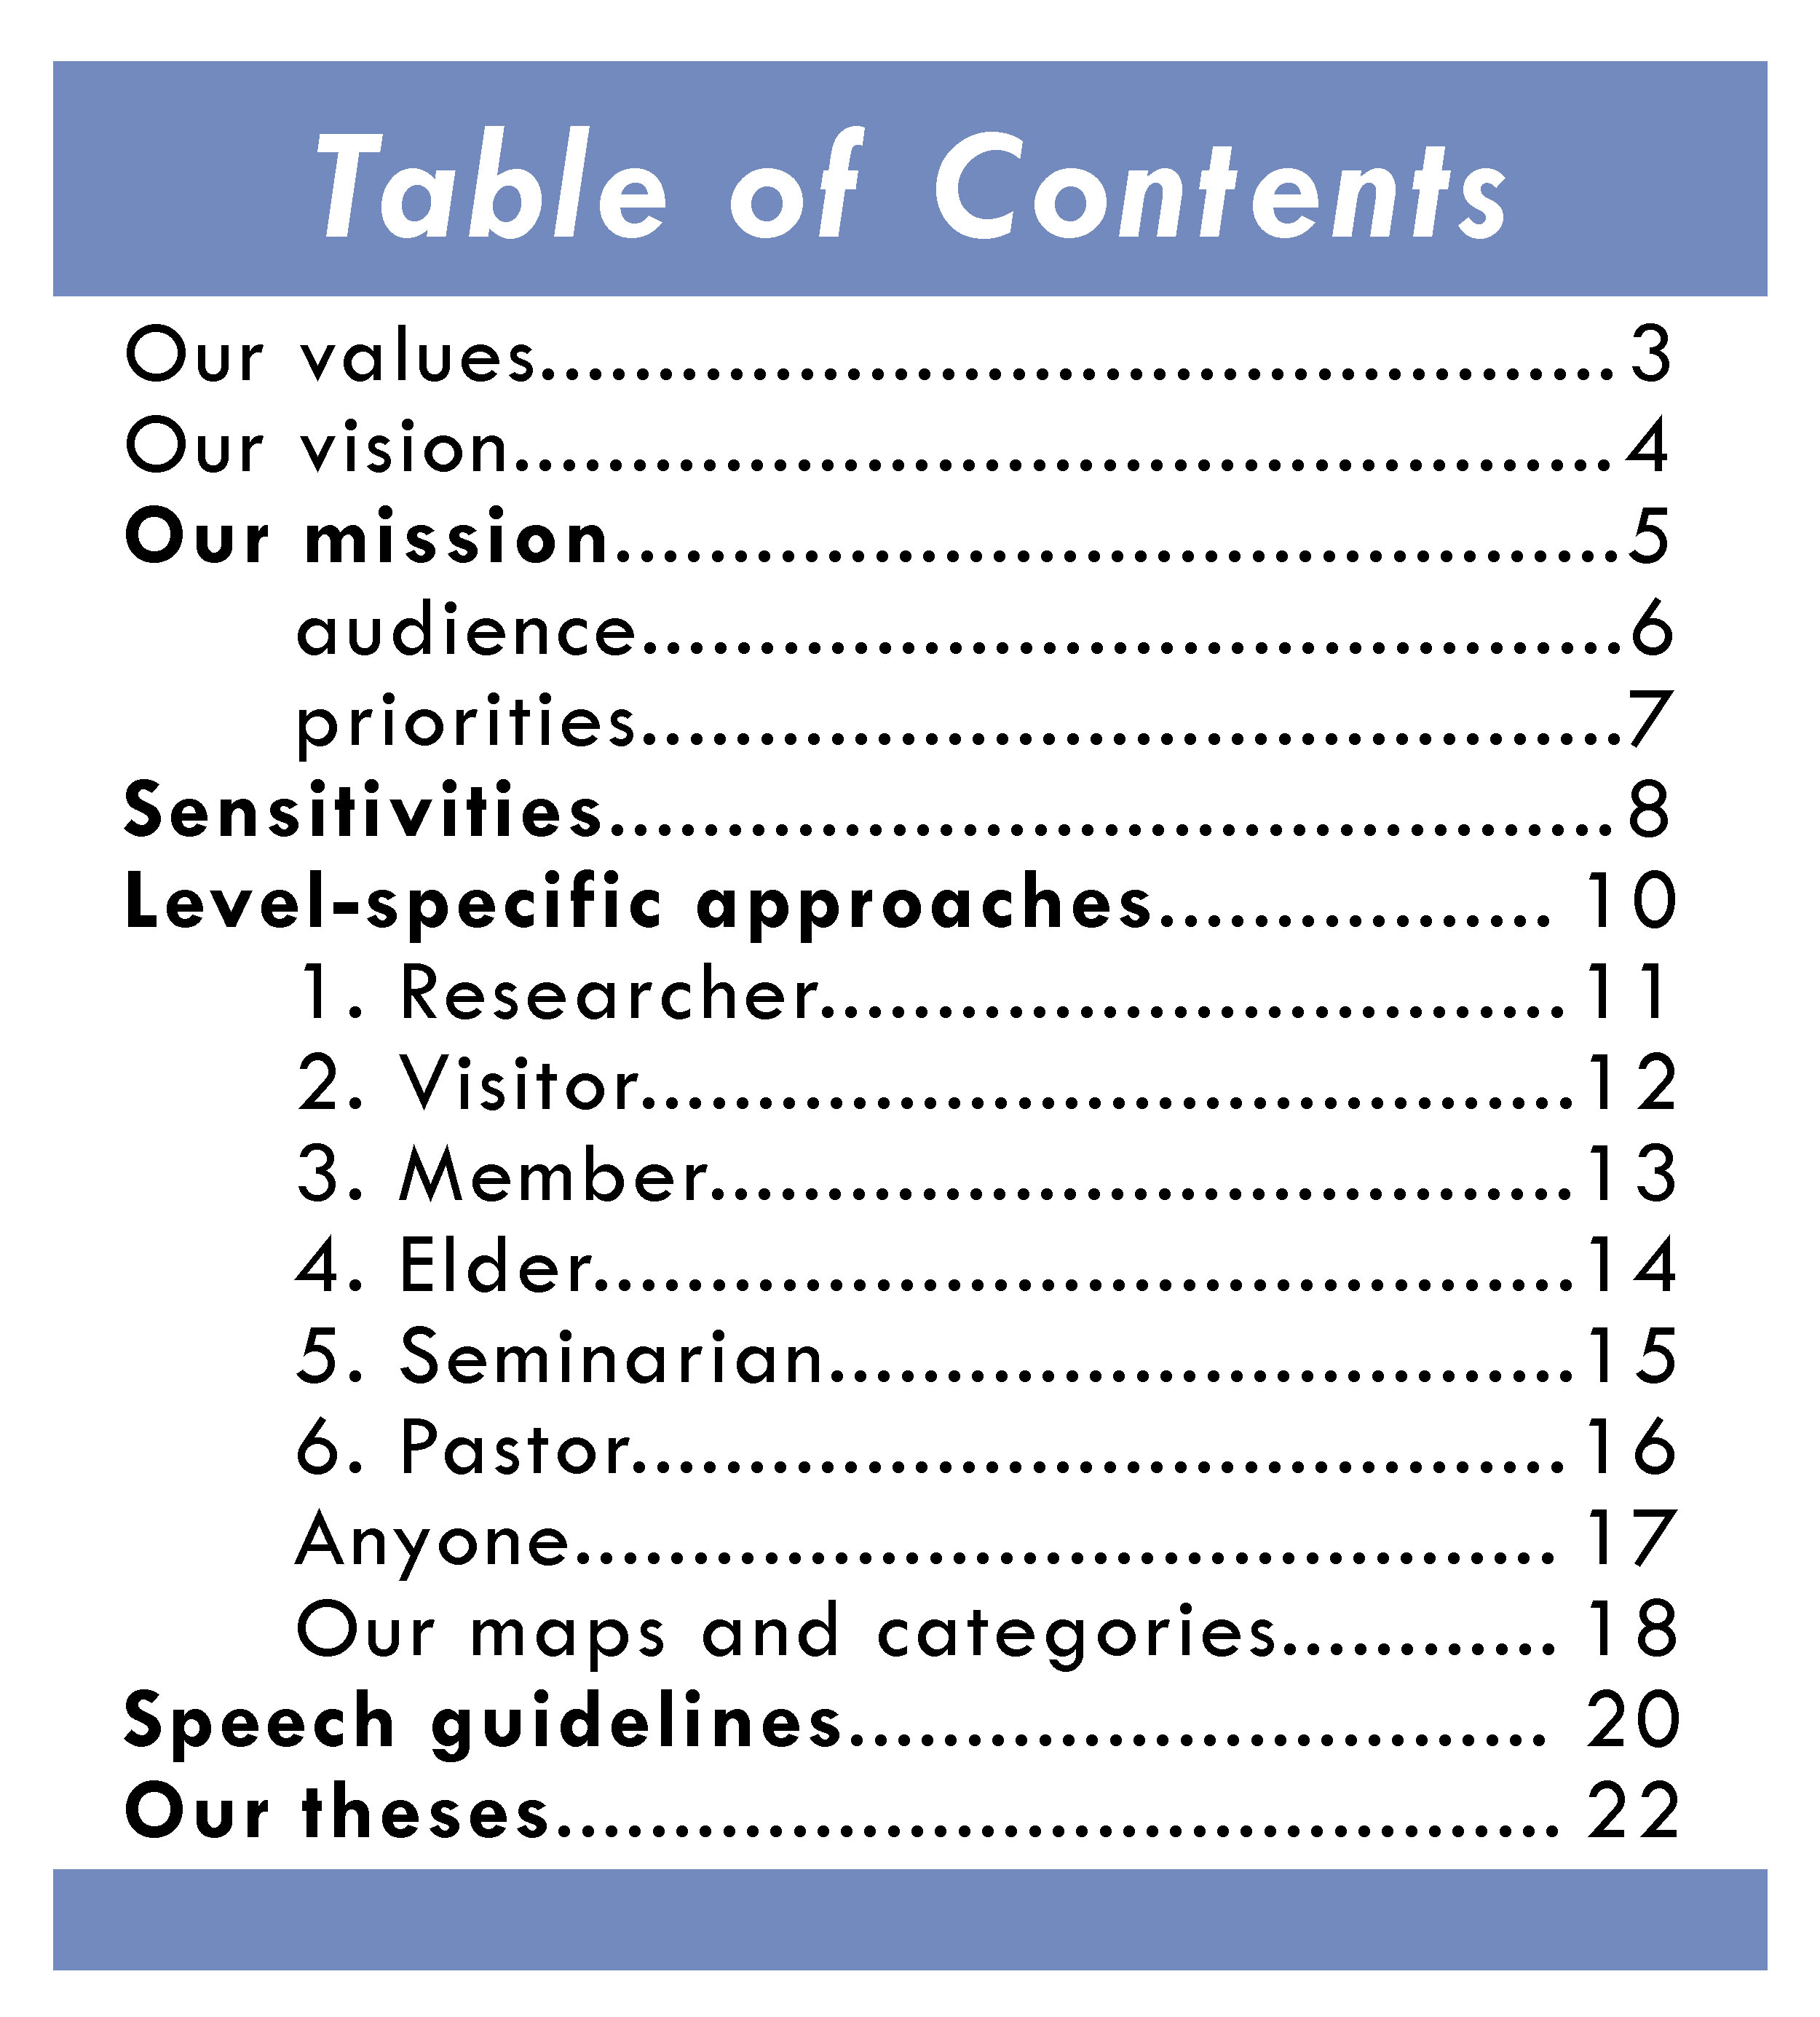 Table of Contents
Our values.............................................. 3
Our vision...............................................4
Our mission...........................................5
audience..........................................6
priorities..........................................7
Sensitivities...........................................8
Level-specific approaches................. 10
1. Researcher................................ 11
2. Visitor........................................12
3. Member.....................................13
4. Elder..........................................14
5. Seminarian................................15
6. Pastor........................................ 16
Anyone.......................................... 17
Our maps and categories............ 18
Speech guidelines.............................. 20
Our theses........................................... 22